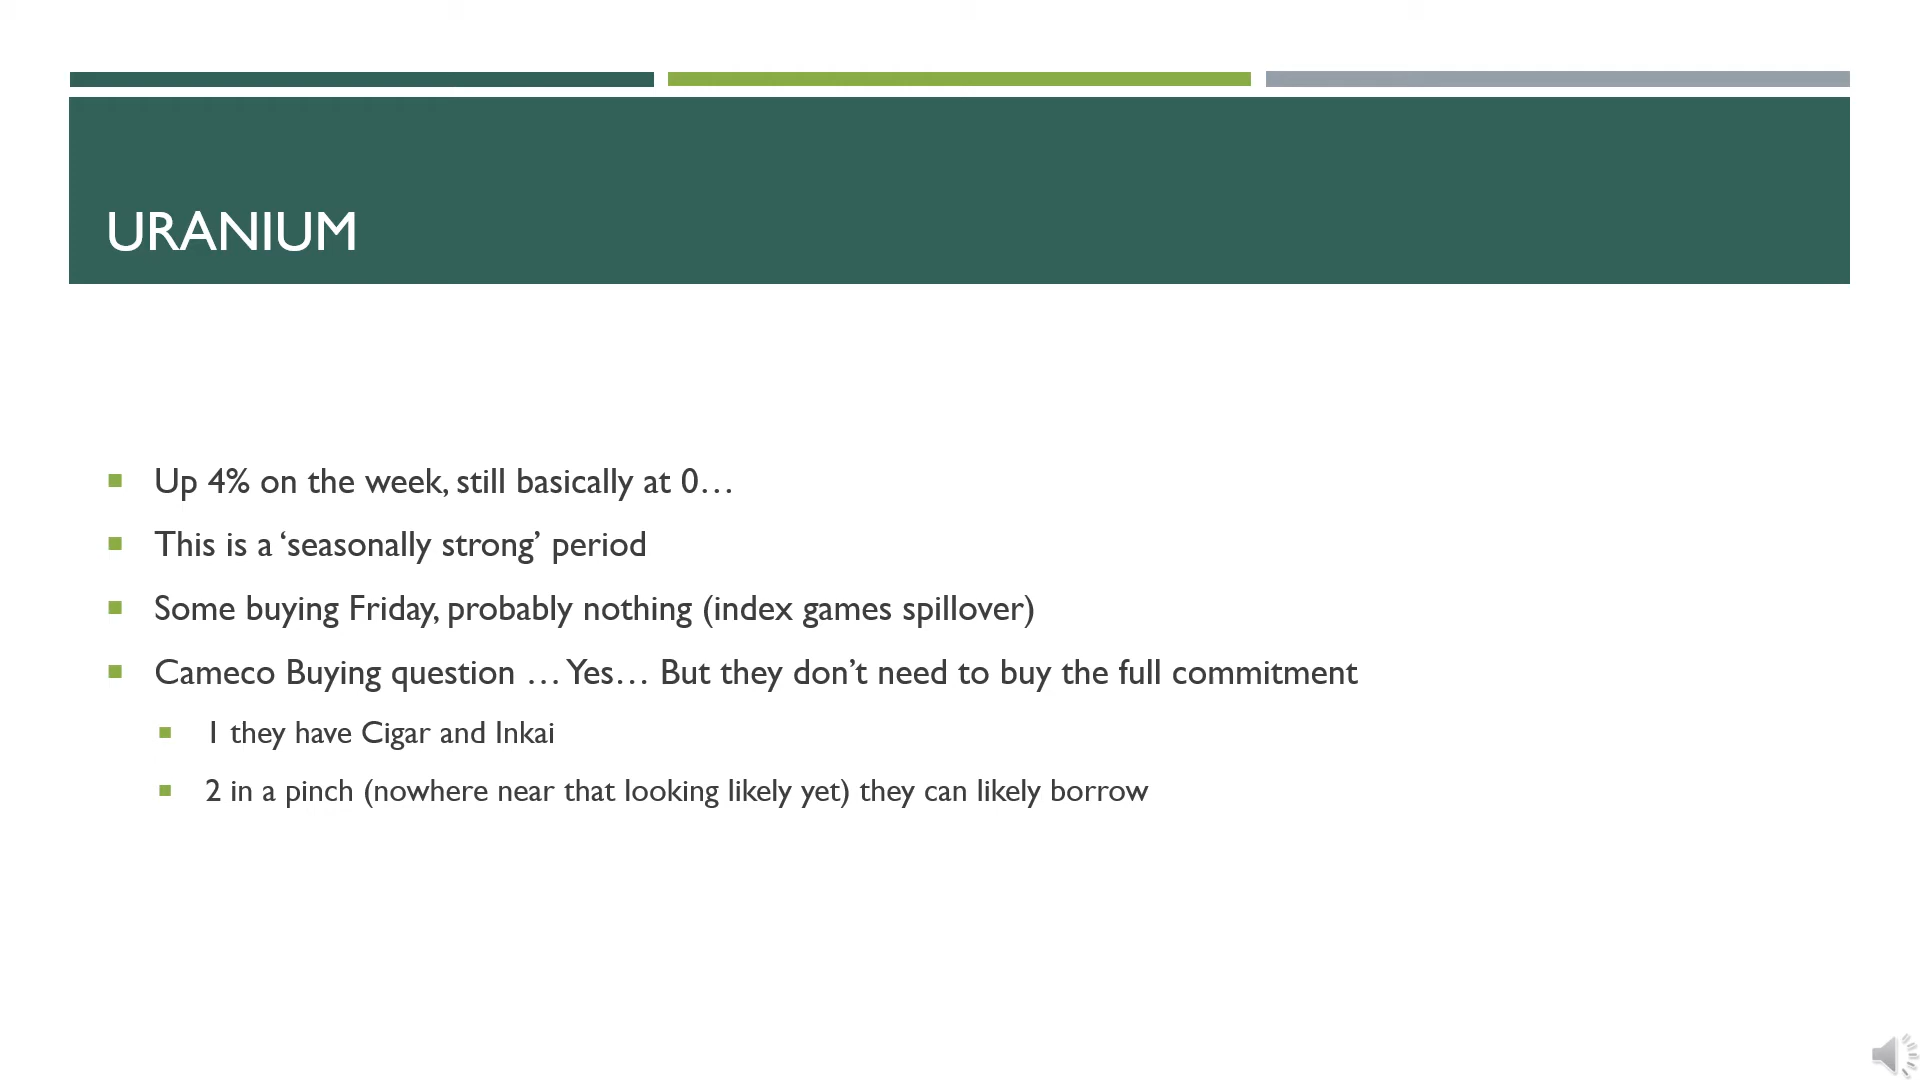 URANIUM
Up 4% on the week, still basically at 0…
This is a ‘seasonally strong’ period
Some buying Friday, probably nothing (index games spillover)
Cameco Buying question … Yes… But they don’t need to buy the full commitment
1 they have Cigar and Inkai
2 in a pinch (nowhere near that looking likely yet) they can likely borrow